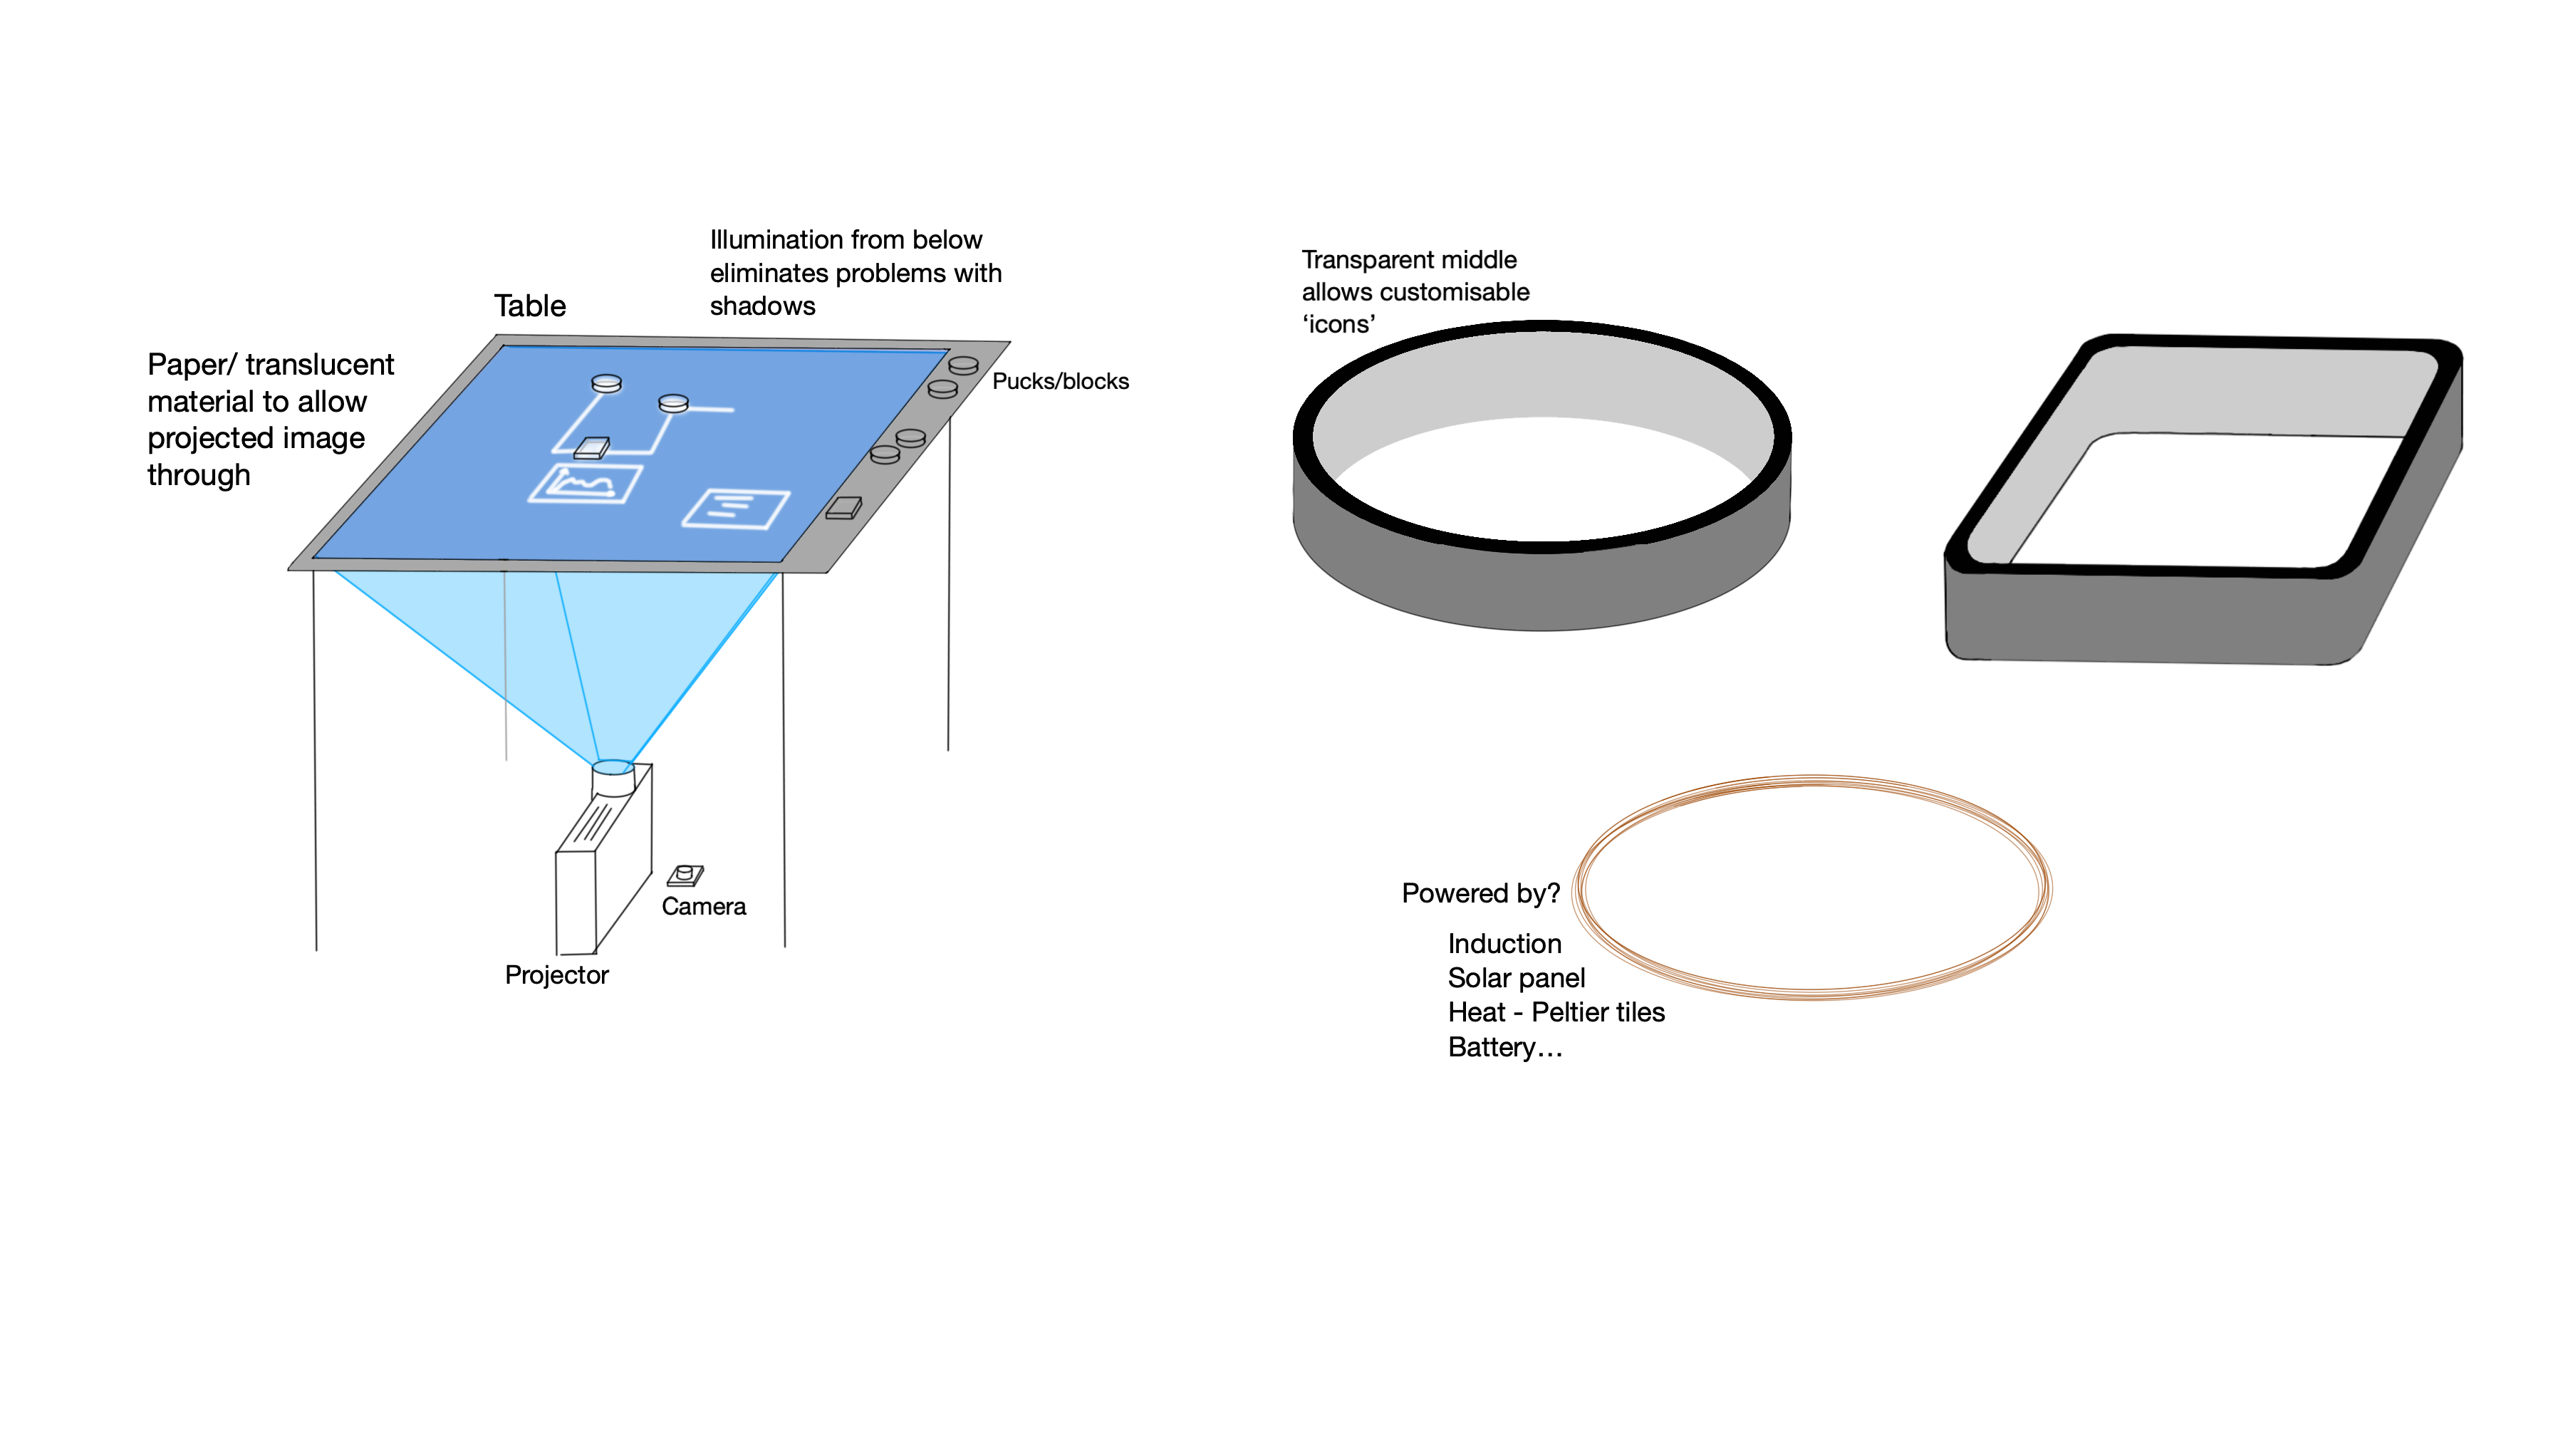 Illumination from below
eliminates problems with
shadows
Table
Paper/ translucent
material to allow
projected image
through
Pucks/blocks
Camera
Projector
Transparent middle
allows customisable
‘icons’
Powered by?
Induction
Solar panel
Heat - Peltier tiles
Battery…